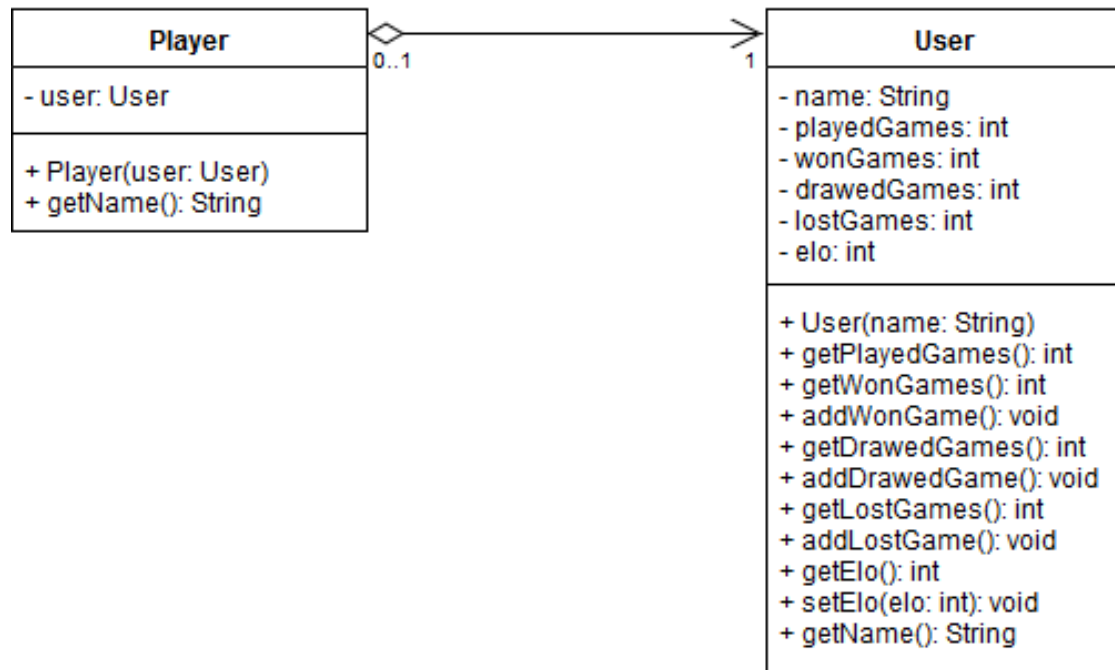 Player
- user: User
+ Player(user: User)
+ getName(): String
0..1
1
User
- name: String
- playedGames: int
- wonGames: int
- drawedGames: int
- lostGames: int
- elo: int
+ User(name: String)
+ getPlayedGames(): int
+ getWonGames(): int
+ addWonGame(): void
+ getDrawedGames(): int
+ addDrawedGame(): void
+ getLostGames(): int
+ addLostGame(): void
+ getElo(): int
+ setElo(elo: int): void
+ getName(): String